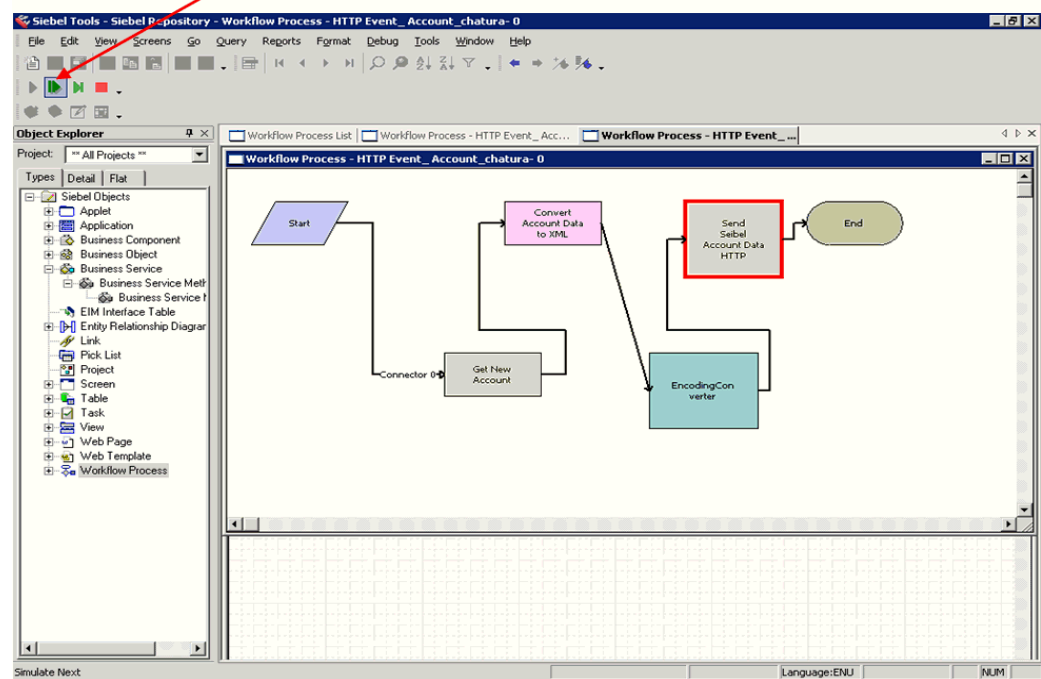 Siebel Tools - Siebel Repository - Workflow Process - HTTP Event_ Account_chatura- 0
File Edit View Screens Go Query Reports Format Debug Tools Window Help
Object Explorer
Project: ** All Projects **
Types Detail Flat
Siebel Objects
Applet
Application
Business Component
Business Object
Business Service
Business Service Meth
Business Service M
EIM Interface Table
Entity Relationship Diagrar
Link
Pick List
Project
Screen
Table
Task
View
Web Page
Web Template
Workflow Process
Workflow Process List Workflow Process - HTTP Event_ Acc... Workflow Process - HTTP Event_ ...
Workflow Process - HTTP Event_ Account_chatura- 0
Start
Connector 0
Get New
Account
Convert
Account Data
to XML
EncodingCon
verter
Send
Seibel
Account Data
HTTP
End
Simulate Next Language:ENU NUM